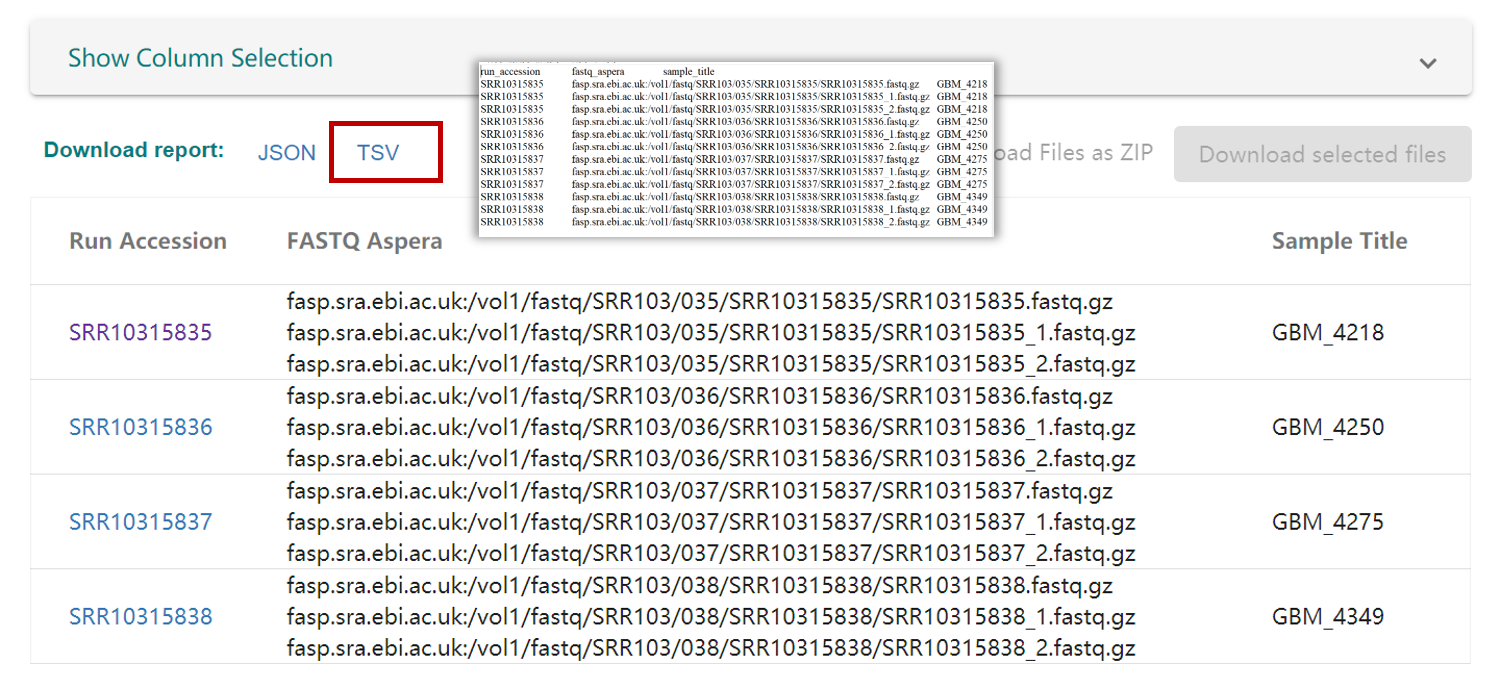 Show Column Selection
run_accession fastq_aspera sample_title
SRR10315835 fasp.sra.ebi.ac.uk:/vol1/fastq/SRR103/035/SRR10315835/SRR10315835.fastq.gz GBM_4218
SRR10315835 fasp.sra.ebi.ac.uk:/vol1/fastq/SRR103/035/SRR10315835/SRR10315835_1.fastq.gz GBM_4218
SRR10315835 fasp.sra.ebi.ac.uk:/vol1/fastq/SRR103/035/SRR10315835/SRR10315835_2.fastq.gz GBM_4218
SRR10315836 fasp.sra.ebi.ac.uk:/vol1/fastq/SRR103/036/SRR10315836/SRR10315836.fastq.gz GBM_4250
SRR10315836 fasp.sra.ebi.ac.uk:/vol1/fastq/SRR103/036/SRR10315836/SRR10315836_1.fastq.gz GBM_4250
SRR10315836 fasp.sra.ebi.ac.uk:/vol1/fastq/SRR103/036/SRR10315836/SRR10315836_2.fastq.gz GBM_4250
SRR10315837 fasp.sra.ebi.ac.uk:/vol1/fastq/SRR103/037/SRR10315837/SRR10315837.fastq.gz GBM_4275
SRR10315837 fasp.sra.ebi.ac.uk:/vol1/fastq/SRR103/037/SRR10315837/SRR10315837_1.fastq.gz GBM_4275
SRR10315837 fasp.sra.ebi.ac.uk:/vol1/fastq/SRR103/037/SRR10315837/SRR10315837_2.fastq.gz GBM_4275
SRR10315838 fasp.sra.ebi.ac.uk:/vol1/fastq/SRR103/038/SRR10315838/SRR10315838.fastq.gz GBM_4349
SRR10315838 fasp.sra.ebi.ac.uk:/vol1/fastq/SRR103/038/SRR10315838/SRR10315838_1.fastq.gz GBM_4349
SRR10315838 fasp.sra.ebi.ac.uk:/vol1/fastq/SRR103/038/SRR10315838/SRR10315838_2.fastq.gz GBM_4349
Download report: JSON TSV oad Files as ZIP Download selected files
Run Accession FASTQ Aspera Sample Title
fasp.sra.ebi.ac.uk:/vol1/fastq/SRR103/035/SRR10315835/SRR10315835.fastq.gz
SRR10315835 fasp.sra.ebi.ac.uk:/vol1/fastq/SRR103/035/SRR10315835/SRR10315835_1.fastq.gz GBM_4218
fasp.sra.ebi.ac.uk:/vol1/fastq/SRR103/035/SRR10315835/SRR10315835_2.fastq.gz
fasp.sra.ebi.ac.uk:/vol1/fastq/SRR103/036/SRR10315836/SRR10315836.fastq.gz
SRR10315836 fasp.sra.ebi.ac.uk:/vol1/fastq/SRR103/036/SRR10315836/SRR10315836_1.fastq.gz GBM_4250
fasp.sra.ebi.ac.uk:/vol1/fastq/SRR103/036/SRR10315836/SRR10315836_2.fastq.gz
fasp.sra.ebi.ac.uk:/vol1/fastq/SRR103/037/SRR10315837/SRR10315837.fastq.gz
SRR10315837 fasp.sra.ebi.ac.uk:/vol1/fastq/SRR103/037/SRR10315837/SRR10315837_1.fastq.gz GBM_4275
fasp.sra.ebi.ac.uk:/vol1/fastq/SRR103/037/SRR10315837/SRR10315837_2.fastq.gz
fasp.sra.ebi.ac.uk:/vol1/fastq/SRR103/038/SRR10315838/SRR10315838.fastq.gz
SRR10315838 fasp.sra.ebi.ac.uk:/vol1/fastq/SRR103/038/SRR10315838/SRR10315838_1.fastq.gz GBM_4349
fasp.sra.ebi.ac.uk:/vol1/fastq/SRR103/038/SRR10315838/SRR10315838_2.fastq.gz